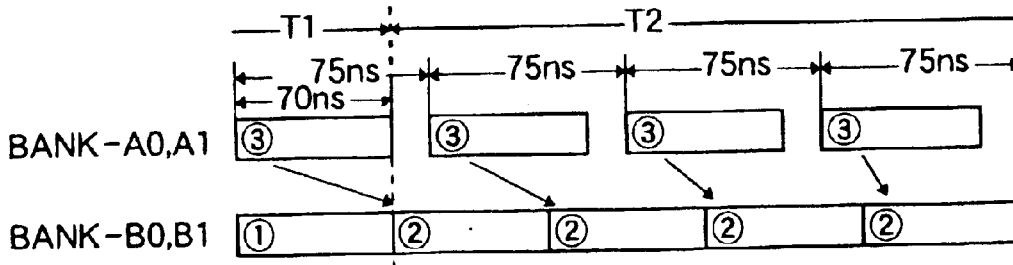 T1 T2
75ns 75ns 75ns 75ns
70ns
BANK-A0,A1 ③ ③ ③ ③
BANK-B0,B1 ① ② ② ② ②